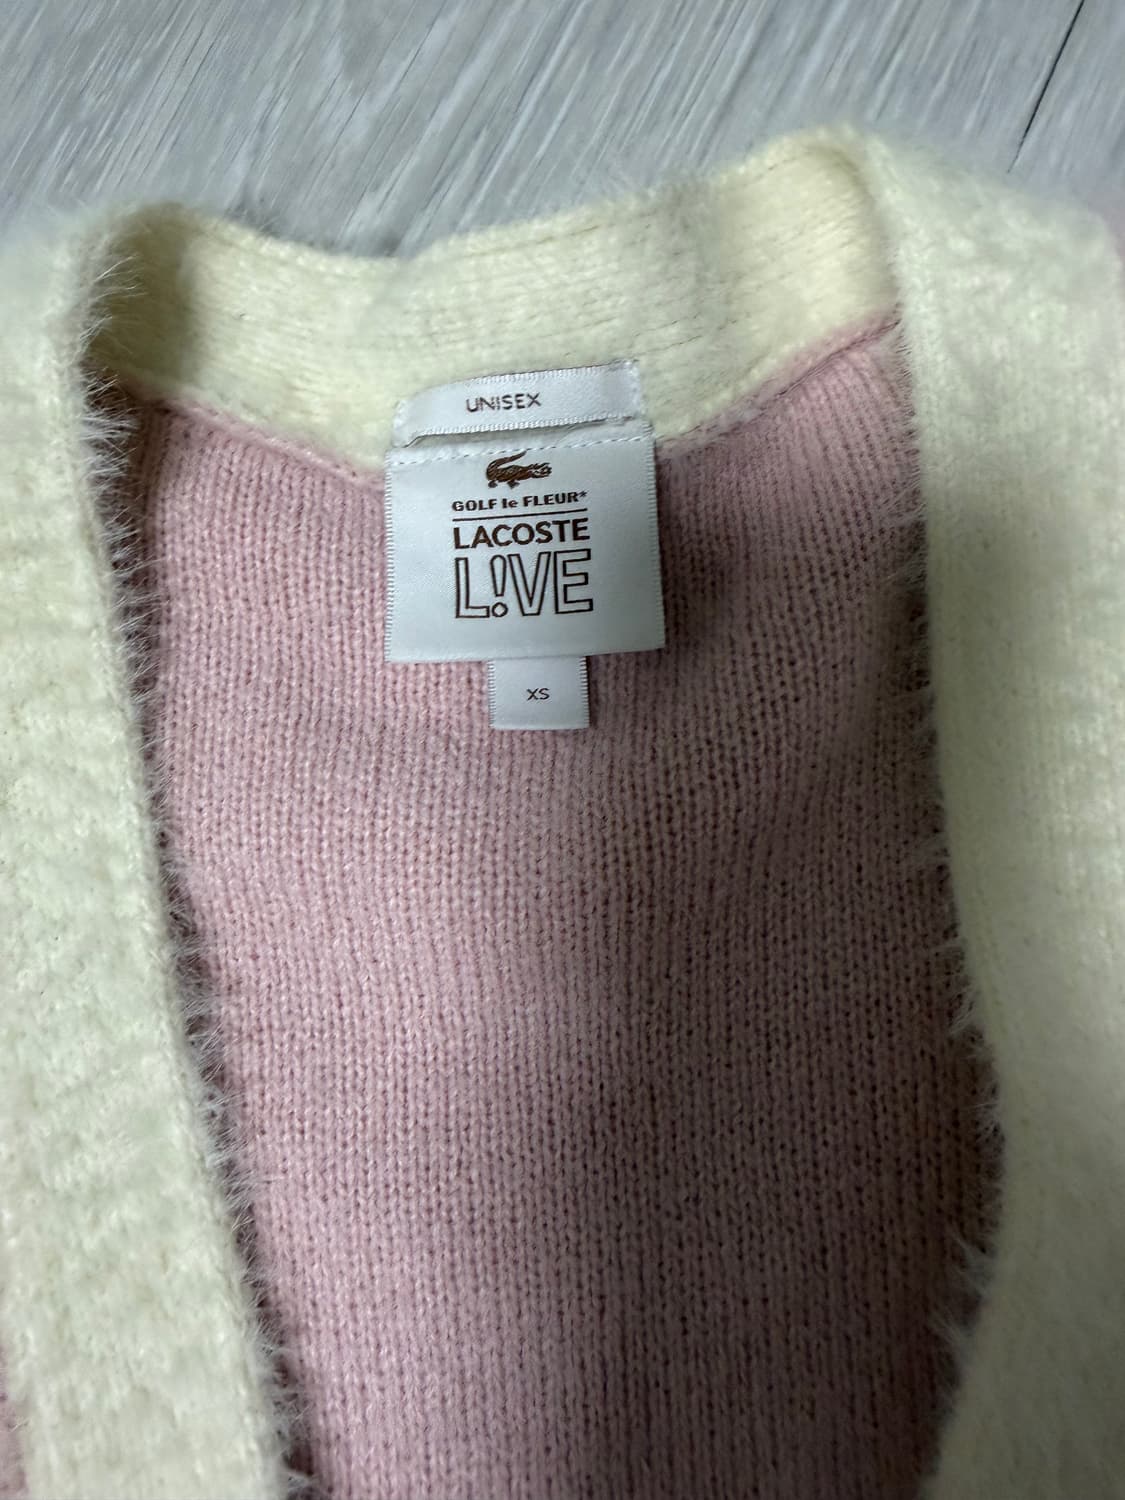 UNISEX
GOLF le FLEUR*
LACOSTE
L!VE
XS